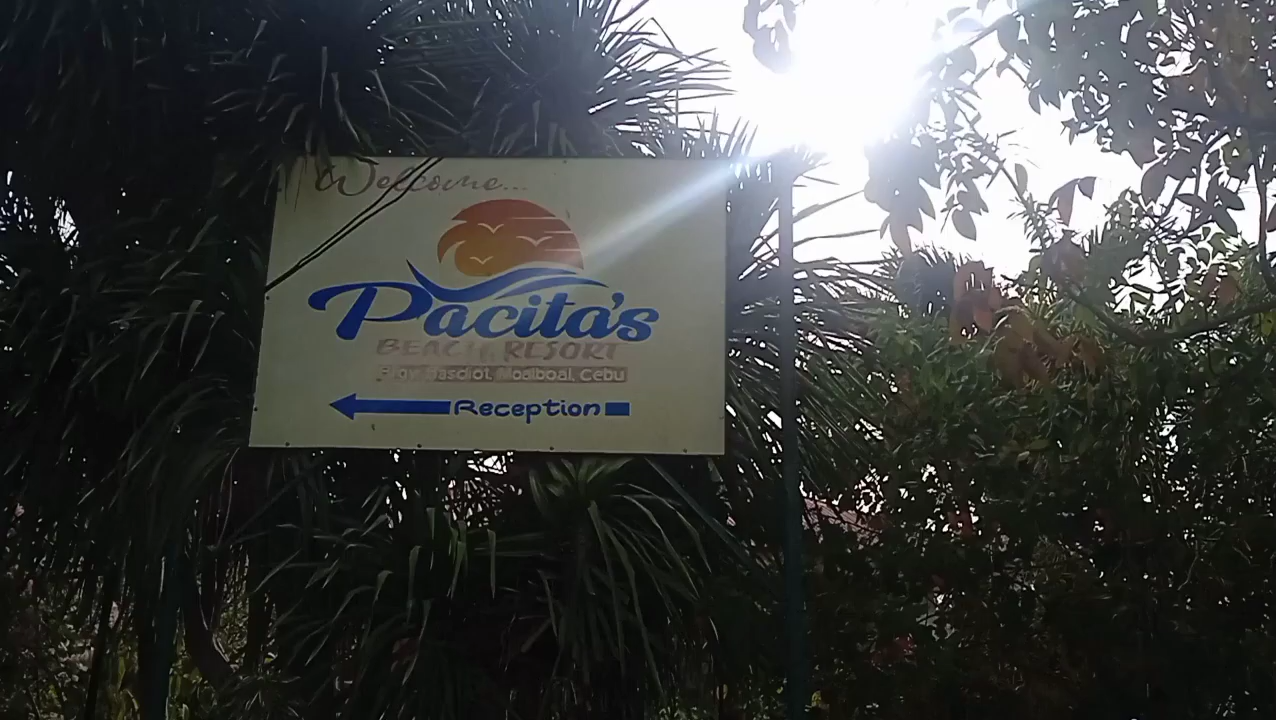 Welcome...
Pacita's
BEACH RESORT
Brgy. Basdiot, Moalboal, Cebu
Reception